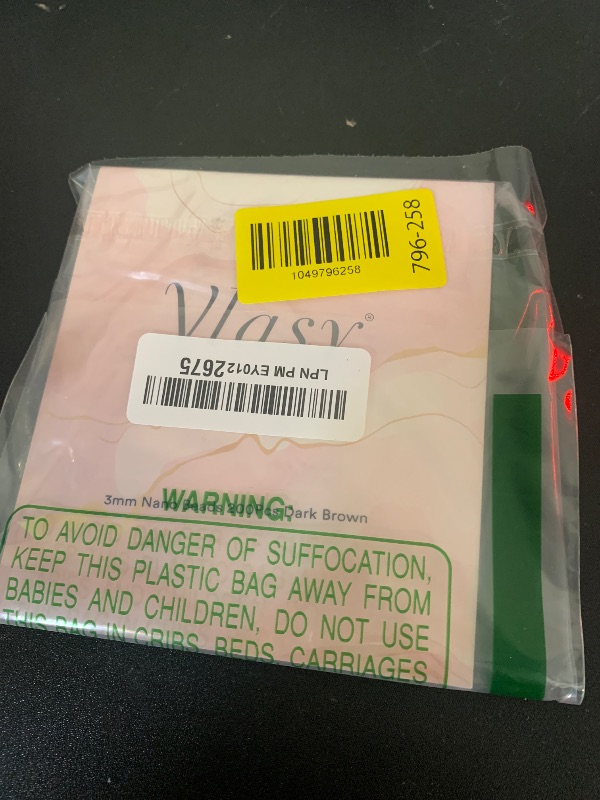 1049796258
796-258
Vlasy®
LPN PM EY0122675
WARNING:
3mm Nano Beads 200Pcs Dark Brown
TO AVOID DANGER OF SUFFOCATION,
KEEP THIS PLASTIC BAG AWAY FROM
BABIES AND CHILDREN, DO NOT USE
THIS BAG IN CRIBS, BEDS, CARRIAGES